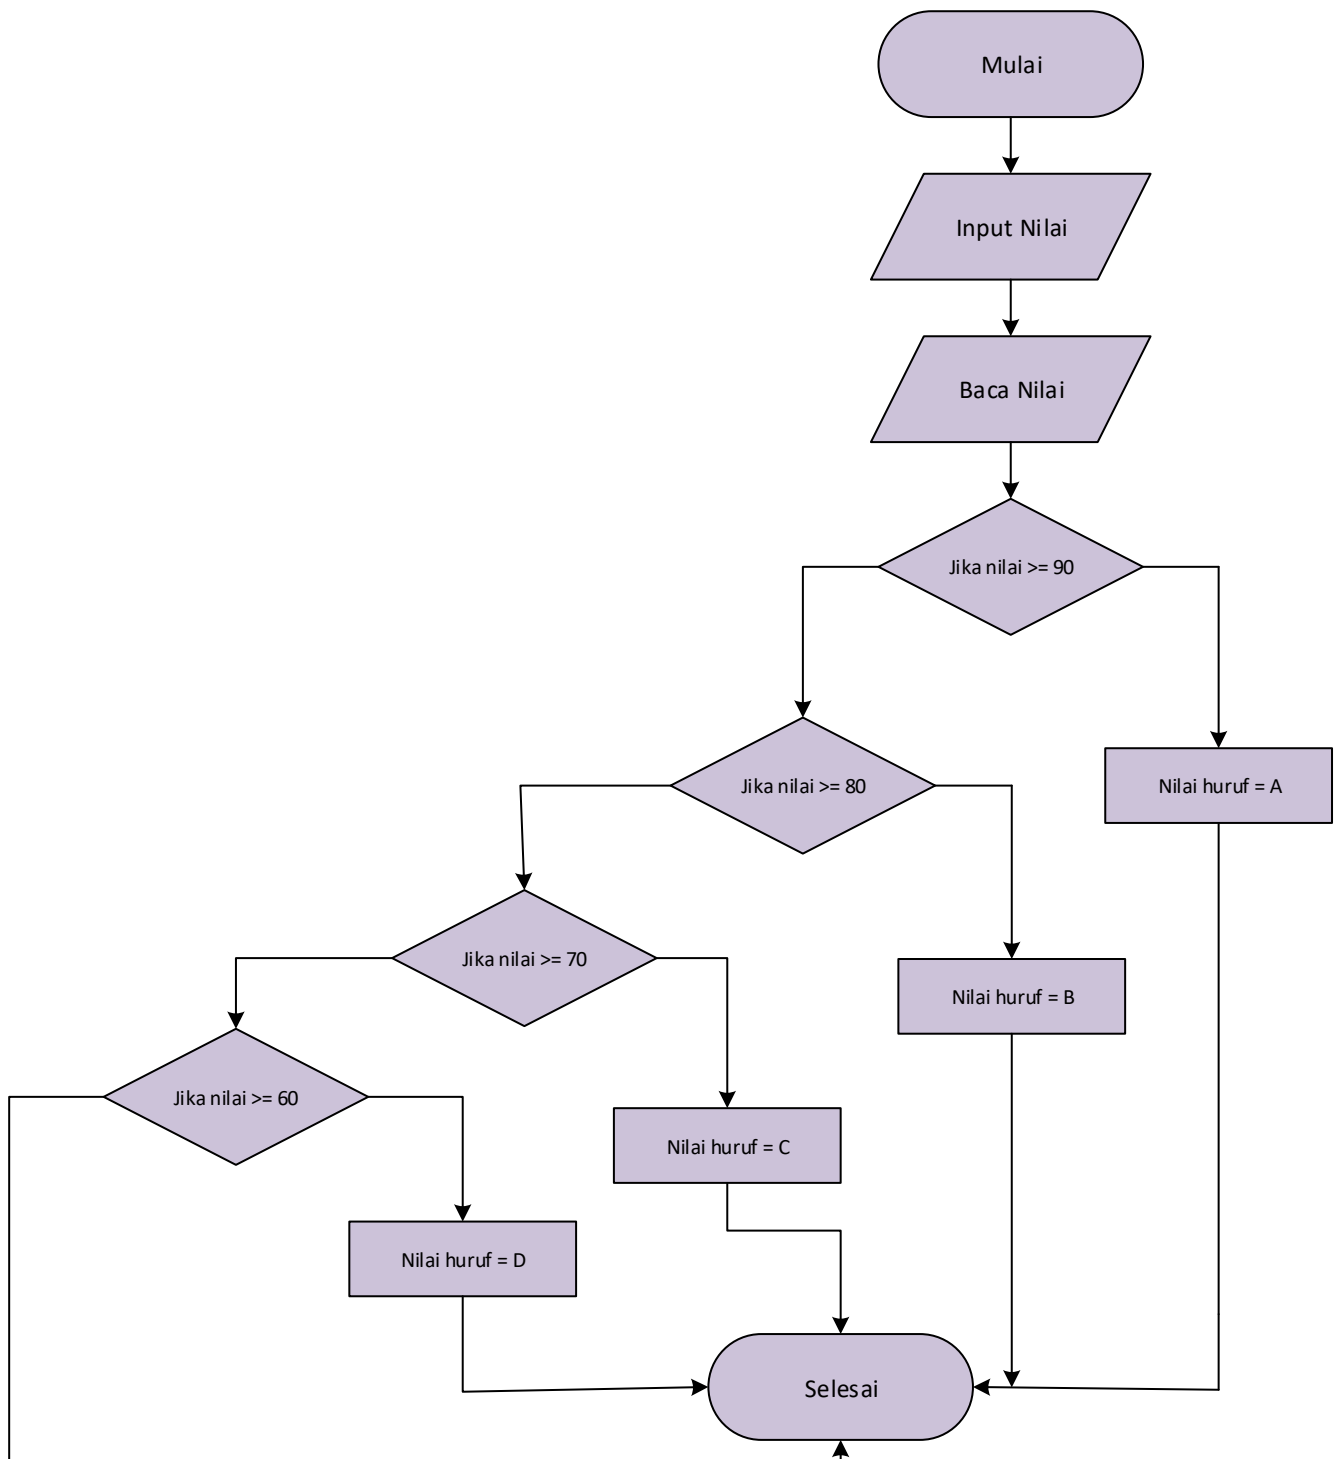 Mulai
Input Nilai
Baca Nilai
Jika nilai >= 90
Jika nilai >= 80
Nilai huruf = A
Jika nilai >= 70
Nilai huruf = B
Jika nilai >= 60
Nilai huruf = C
Nilai huruf = D
Selesai